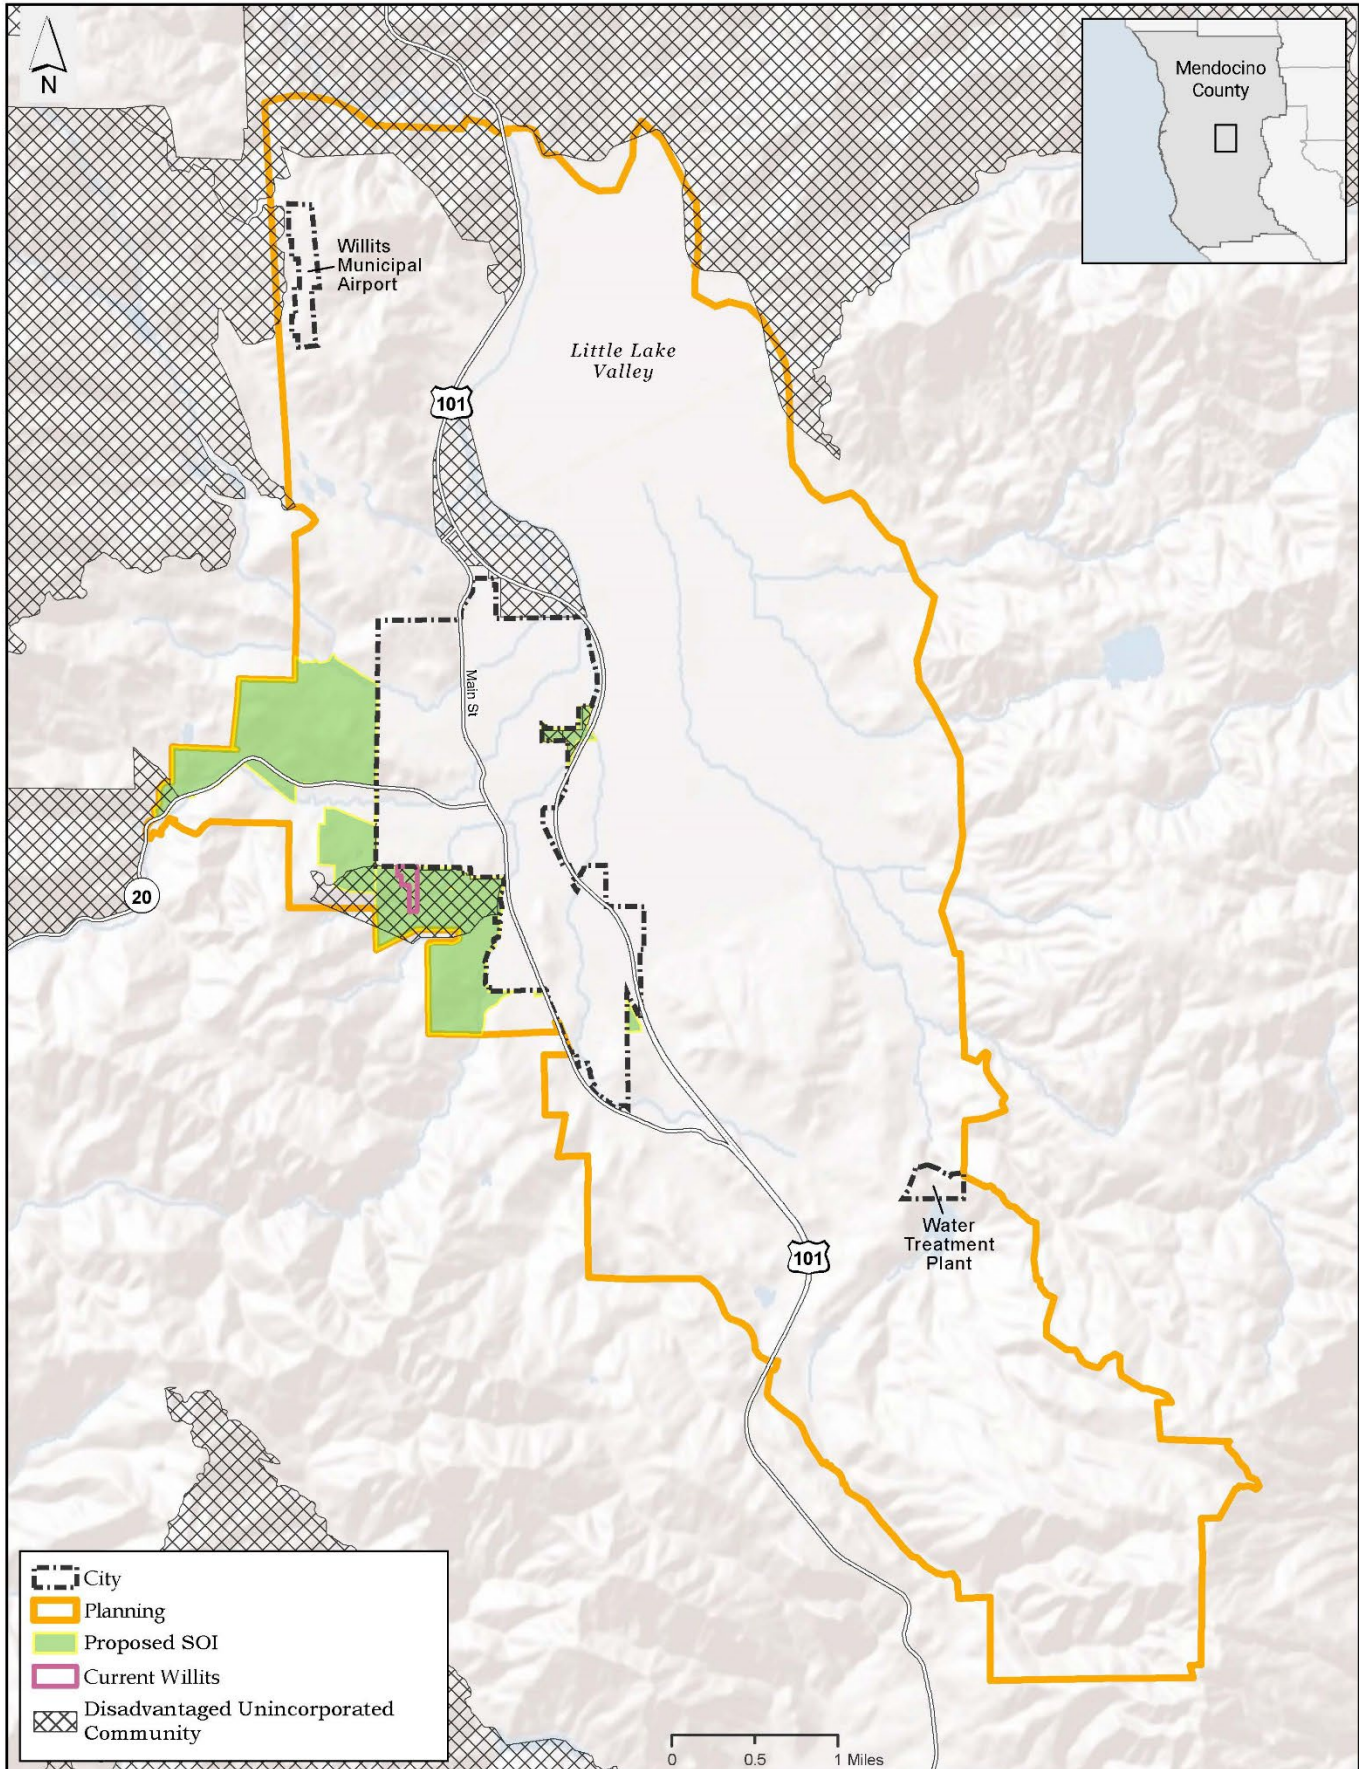 N
Mendocino
County
Willits
Municipal
Airport
Little Lake
Valley
101
Main St
20
Water
Treatment
Plant
101
City
Planning
Proposed SOI
Current Willits
Disadvantaged Unincorporated
Community
0 0.5 1 Miles